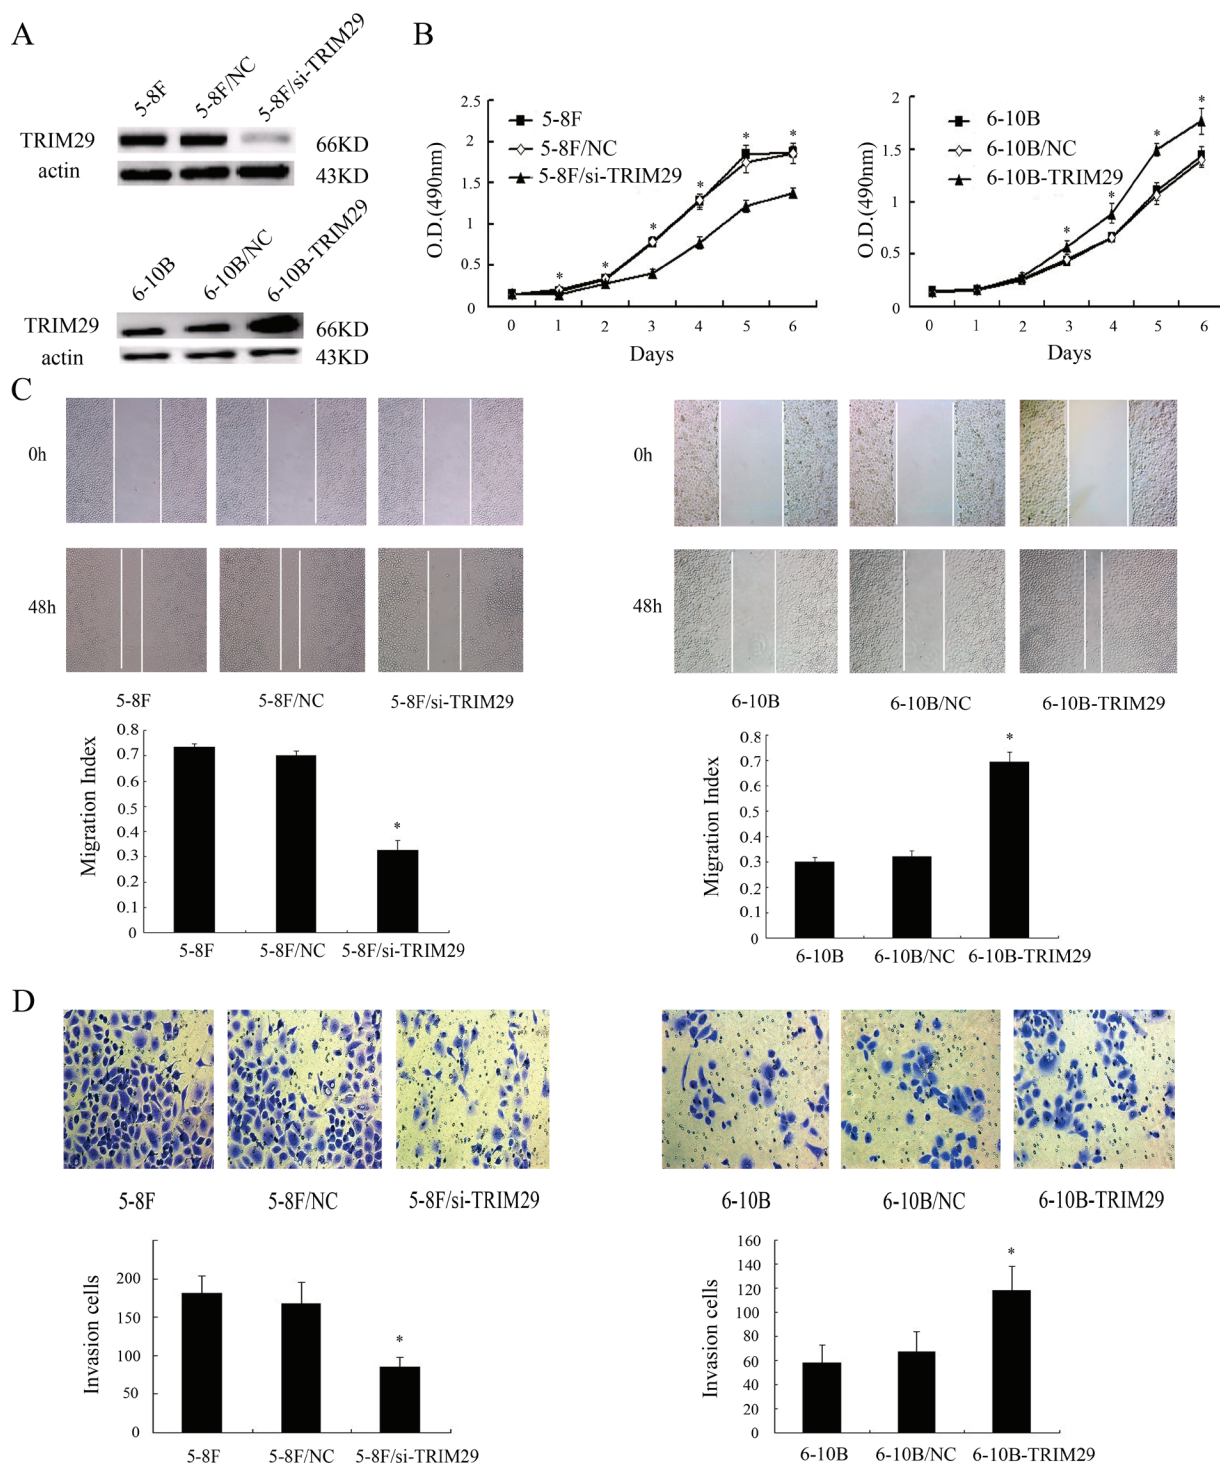 A
5-8F
5-8F/NC
5-8F/si-TRIM29
TRIM29
66KD
actin
43KD
6-10B
6-10B/NC
6-10B-TRIM29
TRIM29
66KD
actin
43KD
B
O.D.(490nm)
2.5
2
1.5
1
0.5
0
5-8F
5-8F/NC
5-8F/si-TRIM29
* * * * * *
0 1 2 3 4 5 6
Days
O.D.(490nm)
2
1.5
1
0.5
0
6-10B
6-10B/NC
6-10B-TRIM29
* * * *
0 1 2 3 4 5 6
Days
C
0h
48h
5-8F 5-8F/NC 5-8F/si-TRIM29
Migration Index
0.8
0.7
0.6
0.5
0.4
0.3
0.2
0.1
0
*
5-8F 5-8F/NC 5-8F/si-TRIM29
0h
48h
6-10B 6-10B/NC 6-10B-TRIM29
Migration Index
0.8
0.7
0.6
0.5
0.4
0.3
0.2
0.1
0
*
6-10B 6-10B/NC 6-10B-TRIM29
D
5-8F 5-8F/NC 5-8F/si-TRIM29
Invasion cells
200
150
100
50
0
*
5-8F 5-8F/NC 5-8F/si-TRIM29
6-10B 6-10B/NC 6-10B-TRIM29
Invasion cells
160
140
120
100
80
60
40
20
0
*
6-10B 6-10B/NC 6-10B-TRIM29